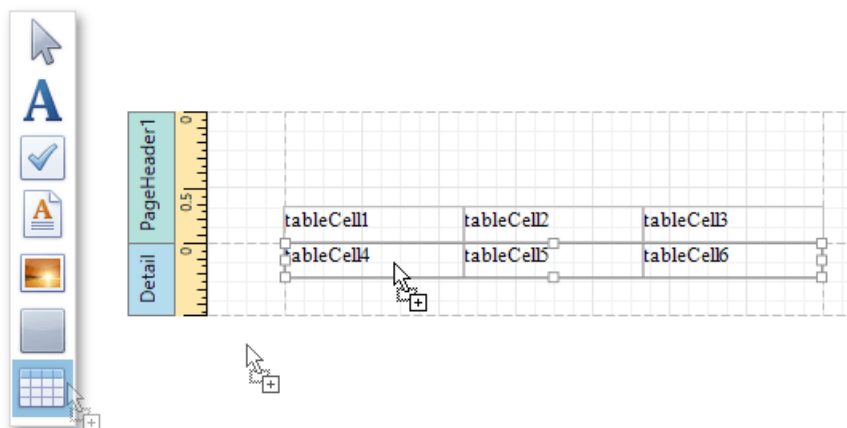 A
A
PageHeader1
0
0.5
tableCell1 tableCell2 tableCell3
Detail
0
tableCell4 tableCell5 tableCell6